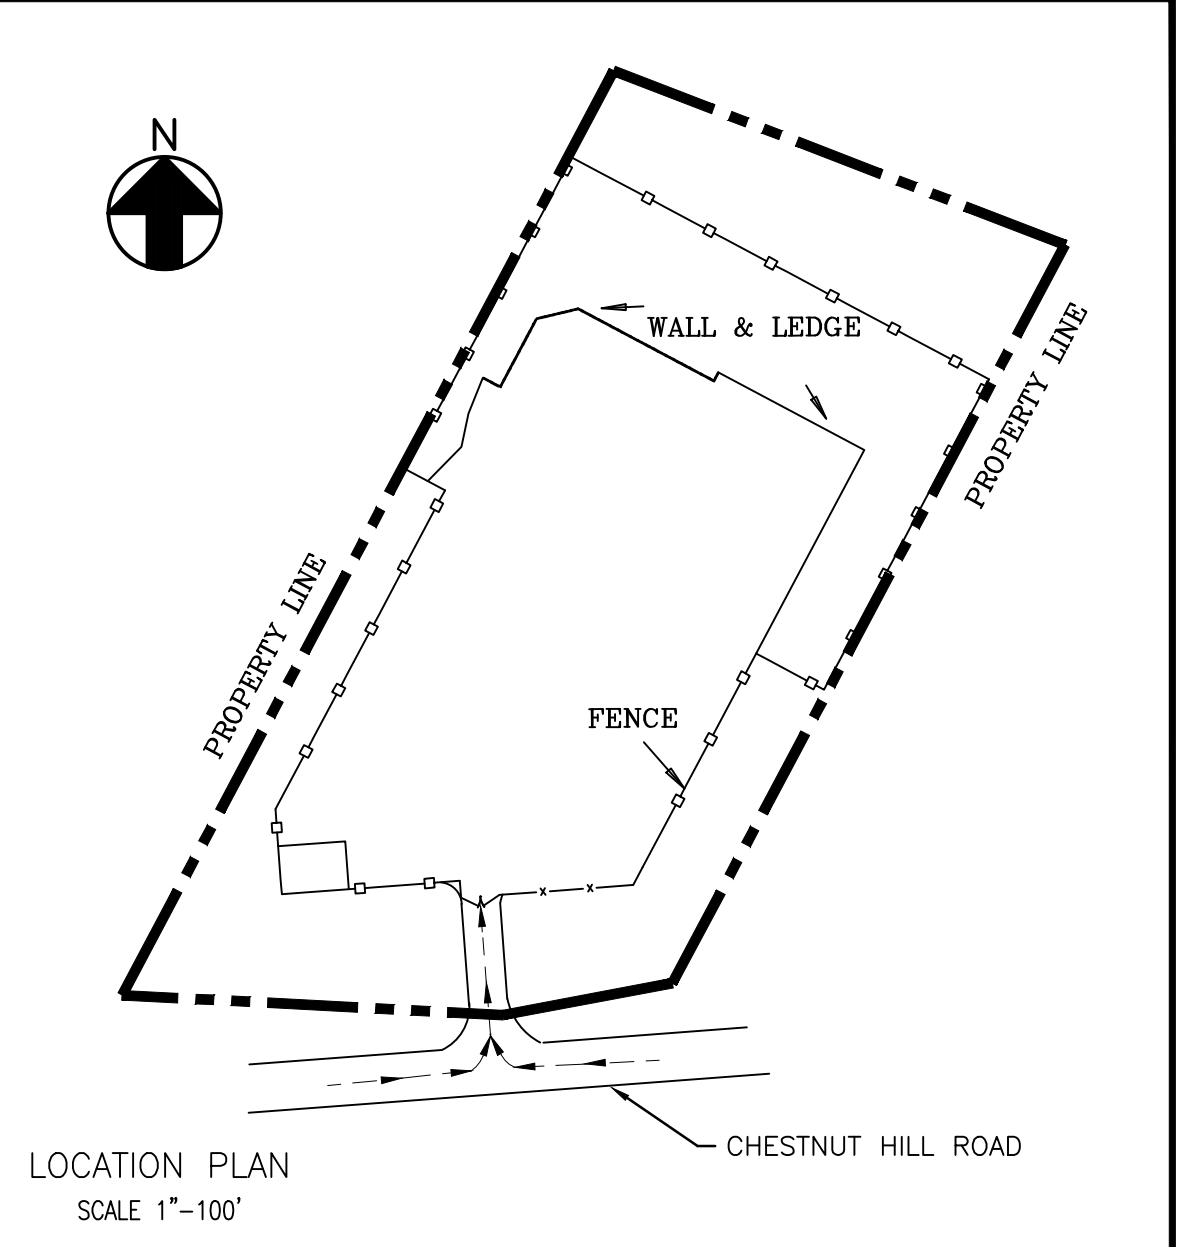 N
WALL & LEDGE
PROPERTY LINE
PROPERTY LINE
FENCE
CHESTNUT HILL ROAD
LOCATION PLAN
SCALE 1"-100'